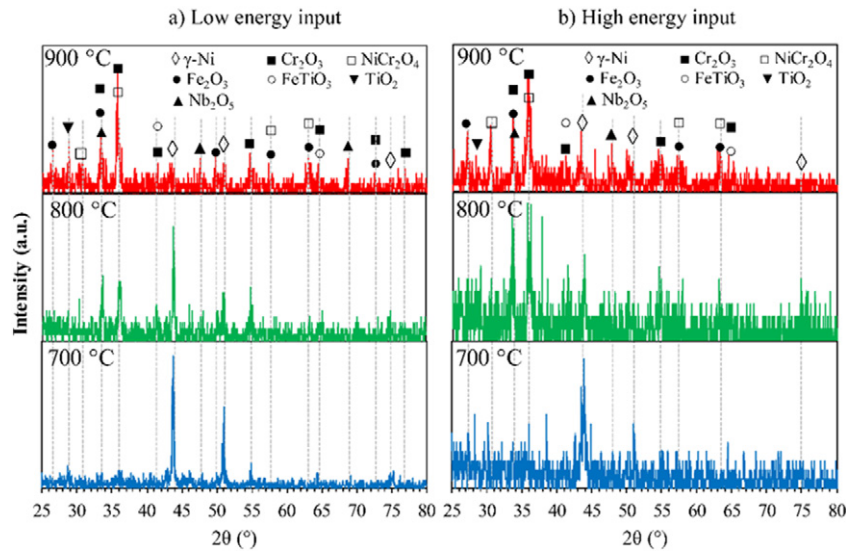 a) Low energy input
b) High energy input
Intensity (a.u.)
900 °C
γ-Ni
Cr₂O₃
NiCr₂O₄
Fe₂O₃
FeTiO₃
TiO₂
Nb₂O₅
800 °C
700 °C
25 30 35 40 45 50 55 60 65 70 75 80
2θ (°)
900 °C
γ-Ni
Cr₂O₃
NiCr₂O₄
Fe₂O₃
FeTiO₃
TiO₂
Nb₂O₅
800 °C
700 °C
25 30 35 40 45 50 55 60 65 70 75 80
2θ (°)